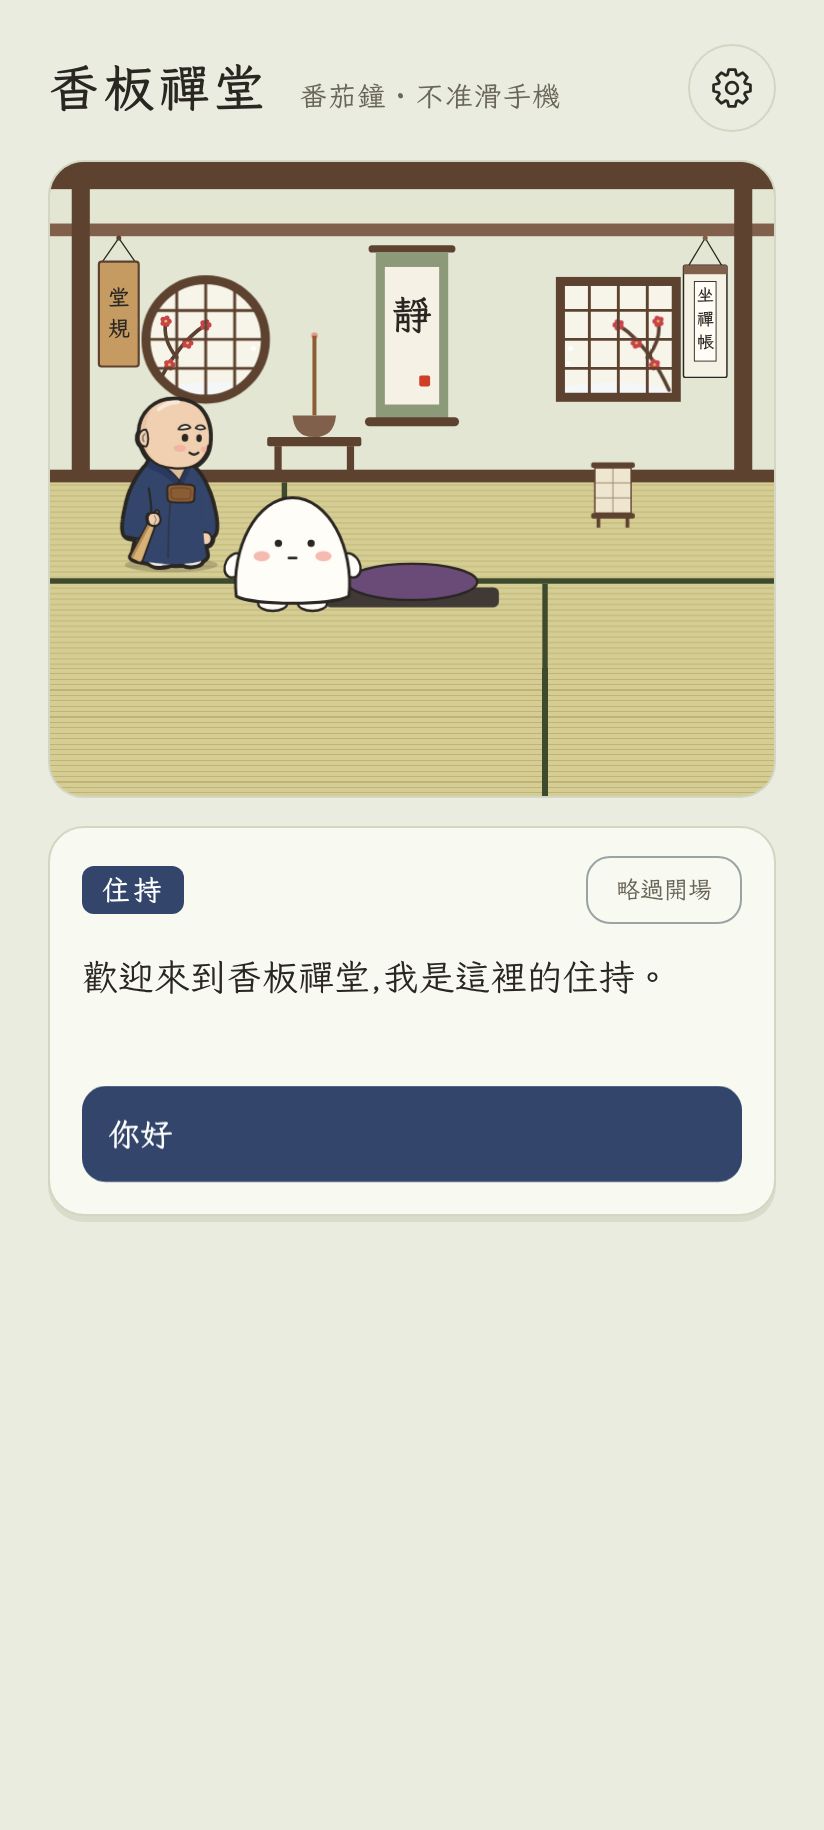 香板禪堂
番茄鐘・不准滑手機
堂規
靜
坐禪帳
住持
略過開場
歡迎來到香板禪堂,我是這裡的住持。
你好